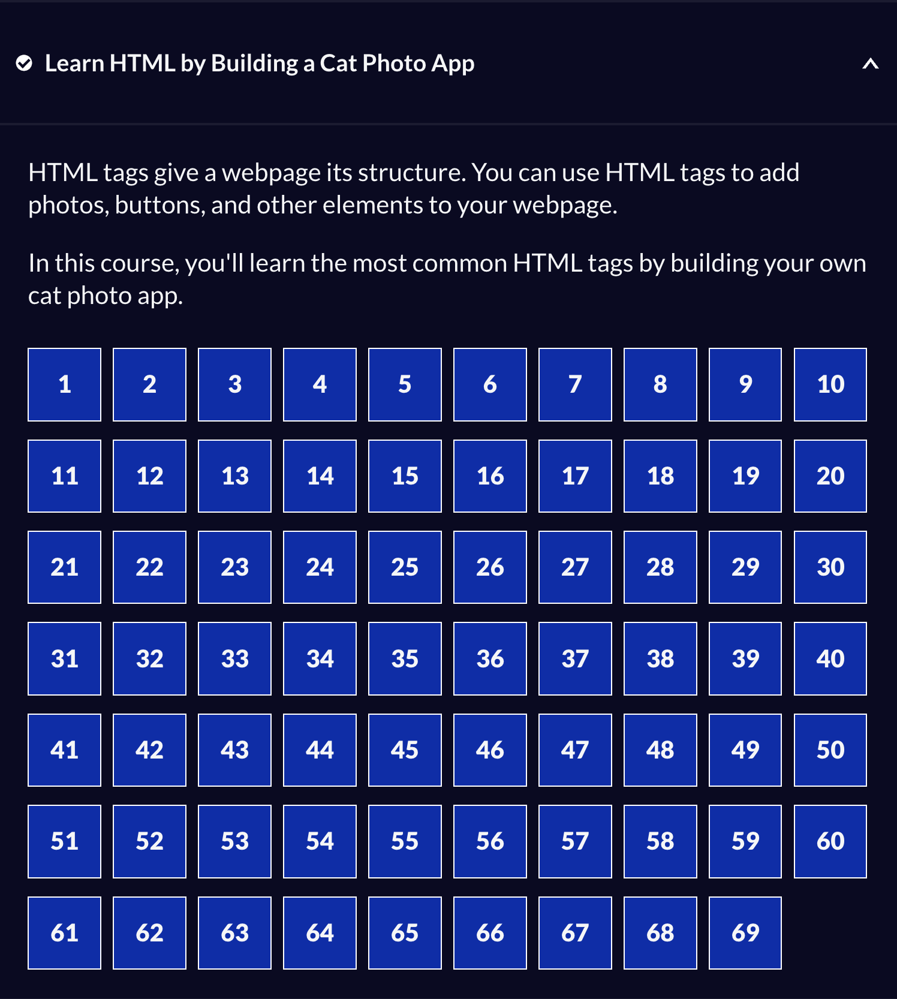 Learn HTML by Building a Cat Photo App
HTML tags give a webpage its structure. You can use HTML tags to add
photos, buttons, and other elements to your webpage.
In this course, you'll learn the most common HTML tags by building your own
cat photo app.
1 2 3 4 5 6 7 8 9 10
11 12 13 14 15 16 17 18 19 20
21 22 23 24 25 26 27 28 29 30
31 32 33 34 35 36 37 38 39 40
41 42 43 44 45 46 47 48 49 50
51 52 53 54 55 56 57 58 59 60
61 62 63 64 65 66 67 68 69